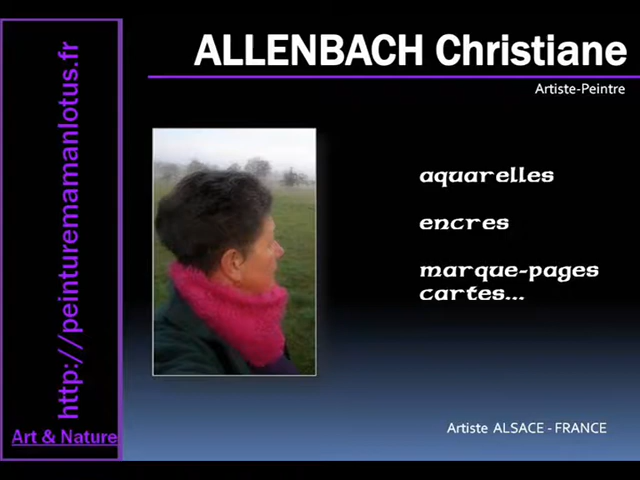 ALLENBACH Christiane
Artiste-Peintre
http://peinturemamanlotus.fr
Art & Nature
aquarelles
encres
marque-pages
cartes...
Artiste ALSACE - FRANCE